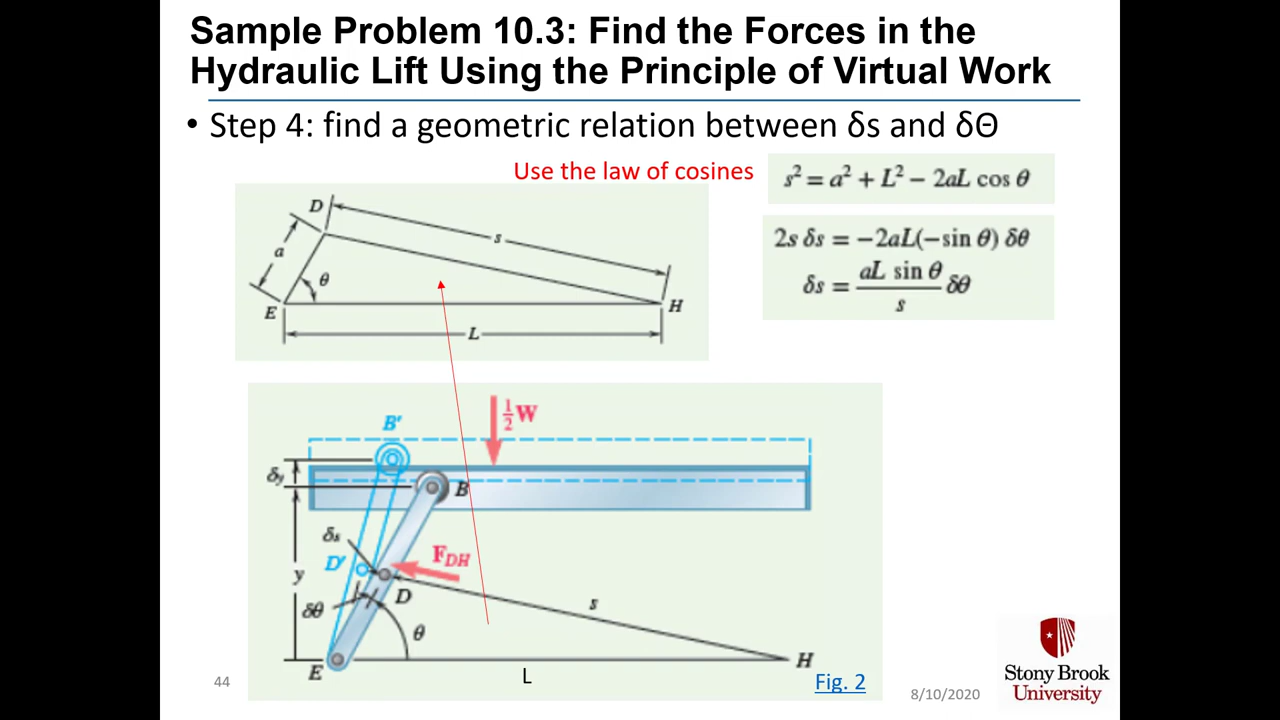 Sample Problem 10.3: Find the Forces in the
Hydraulic Lift Using the Principle of Virtual Work
• Step 4: find a geometric relation between δs and δΘ
Use the law of cosines
s² = a² + L² − 2aL cos θ
2s δs = −2aL(−sin θ) δθ
δs = aL sin θ / s δθ
D
s
a
θ
E
H
L
½W
B'
δy
B
δs
F_DH
D'
y
D
s
δθ
θ
E
H
L
Fig. 2
44
8/10/2020
Stony Brook
University